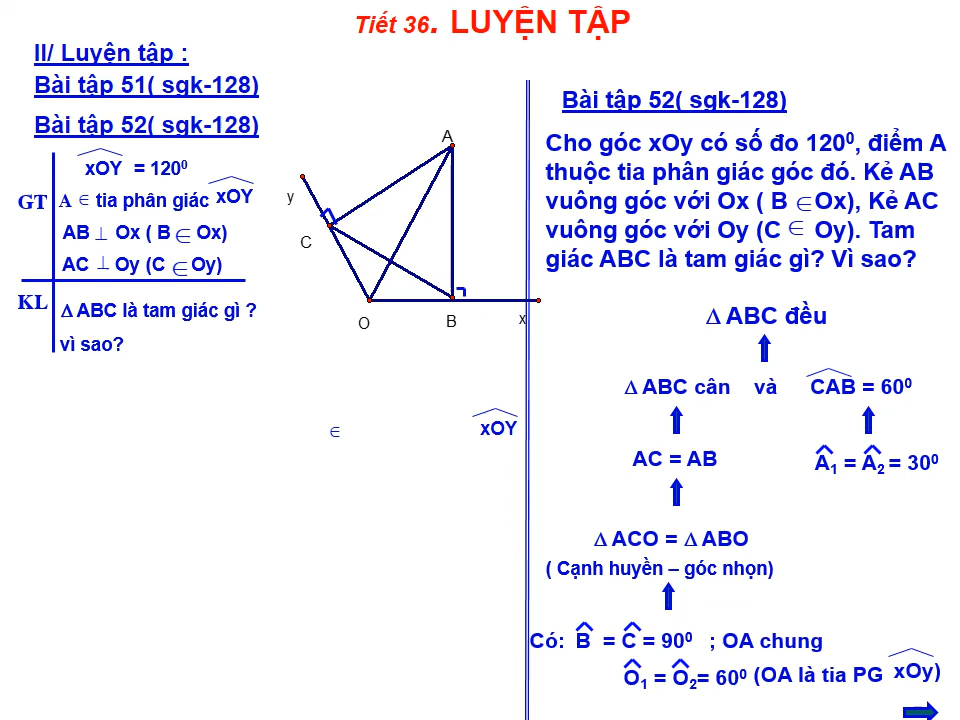 Tiết 36. LUYỆN TẬP
II/ Luyện tập :
Bài tập 51( sgk-128)
Bài tập 52( sgk-128)
GT
xOY = 120⁰
A ∈ tia phân giác xOY
AB ⊥ Ox ( B ∈ Ox)
AC ⊥ Oy (C ∈ Oy)
KL
Δ ABC là tam giác gì ?
vì sao?
A
y
C
O
B
x
∈
xOY
Bài tập 52( sgk-128)
Cho góc xOy có số đo 120⁰, điểm A
thuộc tia phân giác góc đó. Kẻ AB
vuông góc với Ox ( B ∈ Ox), Kẻ AC
vuông góc với Oy (C ∈ Oy). Tam
giác ABC là tam giác gì? Vì sao?
Δ ABC đều
Δ ABC cân và CAB = 60⁰
AC = AB
A₁ = A₂ = 30⁰
Δ ACO = Δ ABO
( Cạnh huyền – góc nhọn)
Có: B = C = 90⁰ ; OA chung
O₁ = O₂= 60⁰ (OA là tia PG xOy)